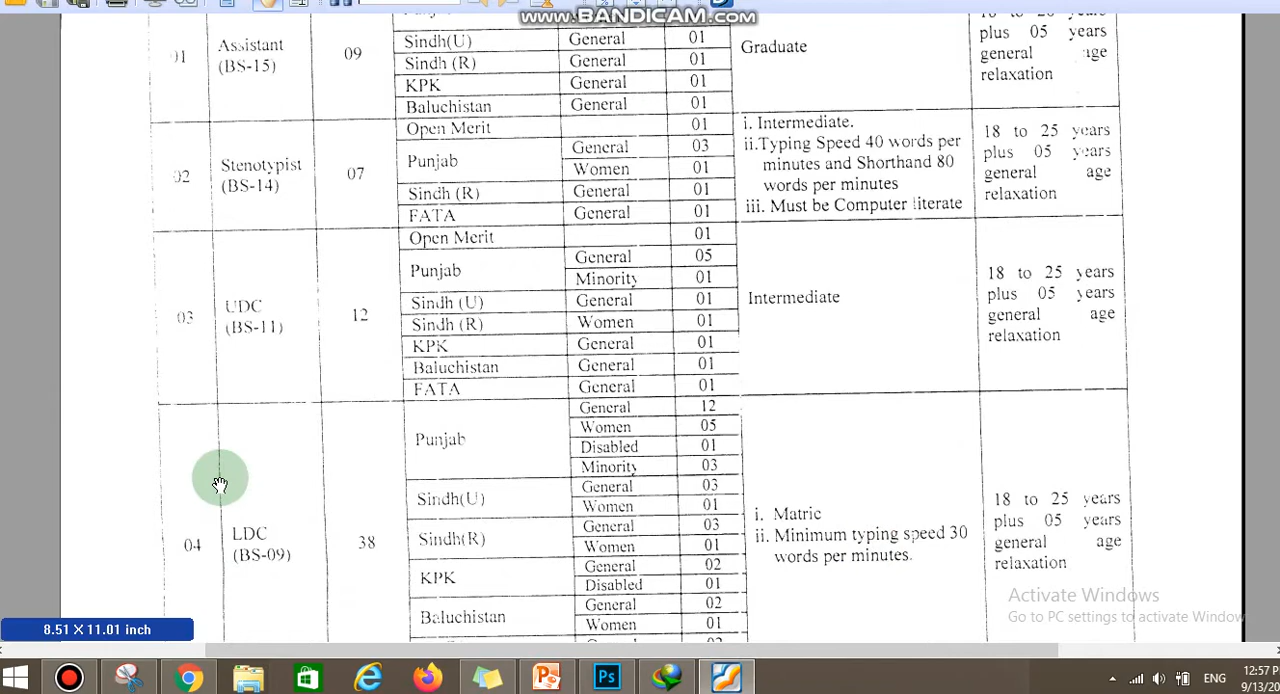 www.BANDICAM.com
01 Assistant (BS-15) 09
Sindh(U) General 01
Sindh (R) General 01
KPK General 01
Baluchistan General 01
Graduate
plus 05 years
general age
relaxation
02 Stenotypist (BS-14) 07
Open Merit 01
Punjab General 03
Women 01
Sindh (R) General 01
FATA General 01
i. Intermediate.
ii.Typing Speed 40 words per
minutes and Shorthand 80
words per minutes
iii. Must be Computer literate
18 to 25 years
plus 05 years
general age
relaxation
03 UDC (BS-11) 12
Open Merit 01
Punjab General 05
Minority 01
Sindh (U) General 01
Sindh (R) Women 01
KPK General 01
Baluchistan General 01
FATA General 01
Intermediate
18 to 25 years
plus 05 years
general age
relaxation
04 LDC (BS-09) 38
Punjab General 12
Women 05
Disabled 01
Minority 03
Sindh(U) General 03
Women 01
Sindh(R) General 03
Women 01
KPK General 02
Disabled 01
Baluchistan General 02
Women 01
i. Matric
ii. Minimum typing speed 30
words per minutes.
18 to 25 years
plus 05 years
general age
relaxation
Activate Windows
Go to PC settings to activate Window
8.51 X 11.01 inch
ENG
12:57 P
9/13/20